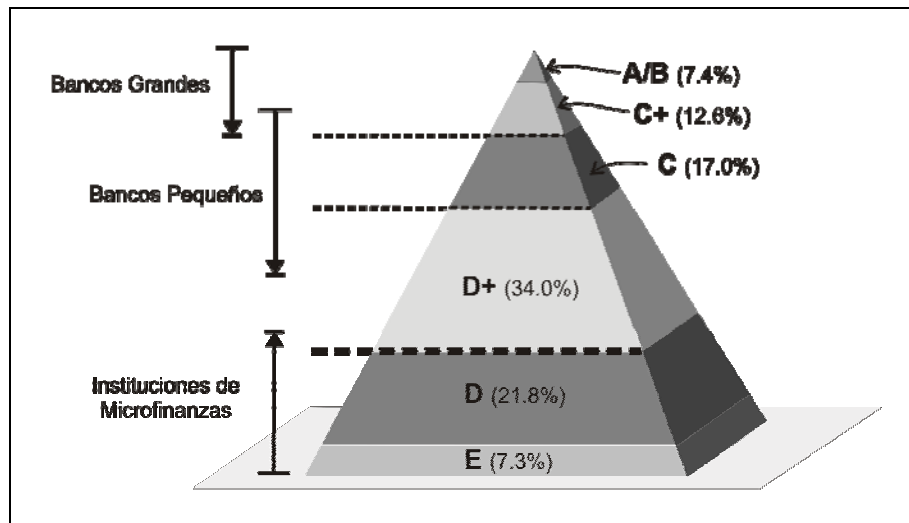 Bancos Grandes
A/B (7.4%)
C+ (12.6%)
C (17.0%)
Bancos Pequeños
D+ (34.0%)
Instituciones de
Microfinanzas
D (21.8%)
E (7.3%)